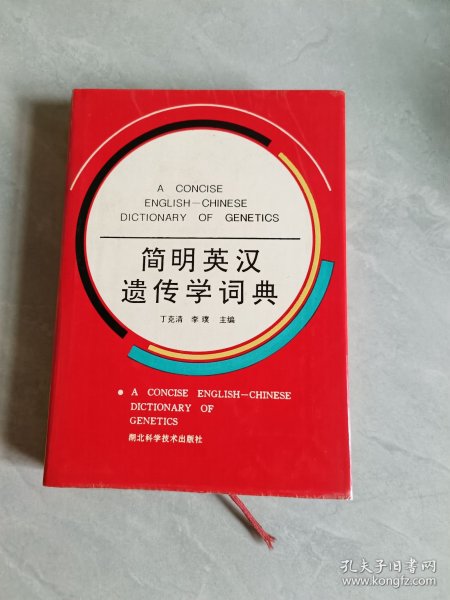 A CONCISE
ENGLISH—CHINESE
DICTIONARY OF GENETICS
简明英汉
遗传学词典
丁克清 李璞 主编
A CONCISE ENGLISH—CHINESE
DICTIONARY OF
GENETICS
湖北科学技术出版社
孔夫子旧书网
www.kongfz.com